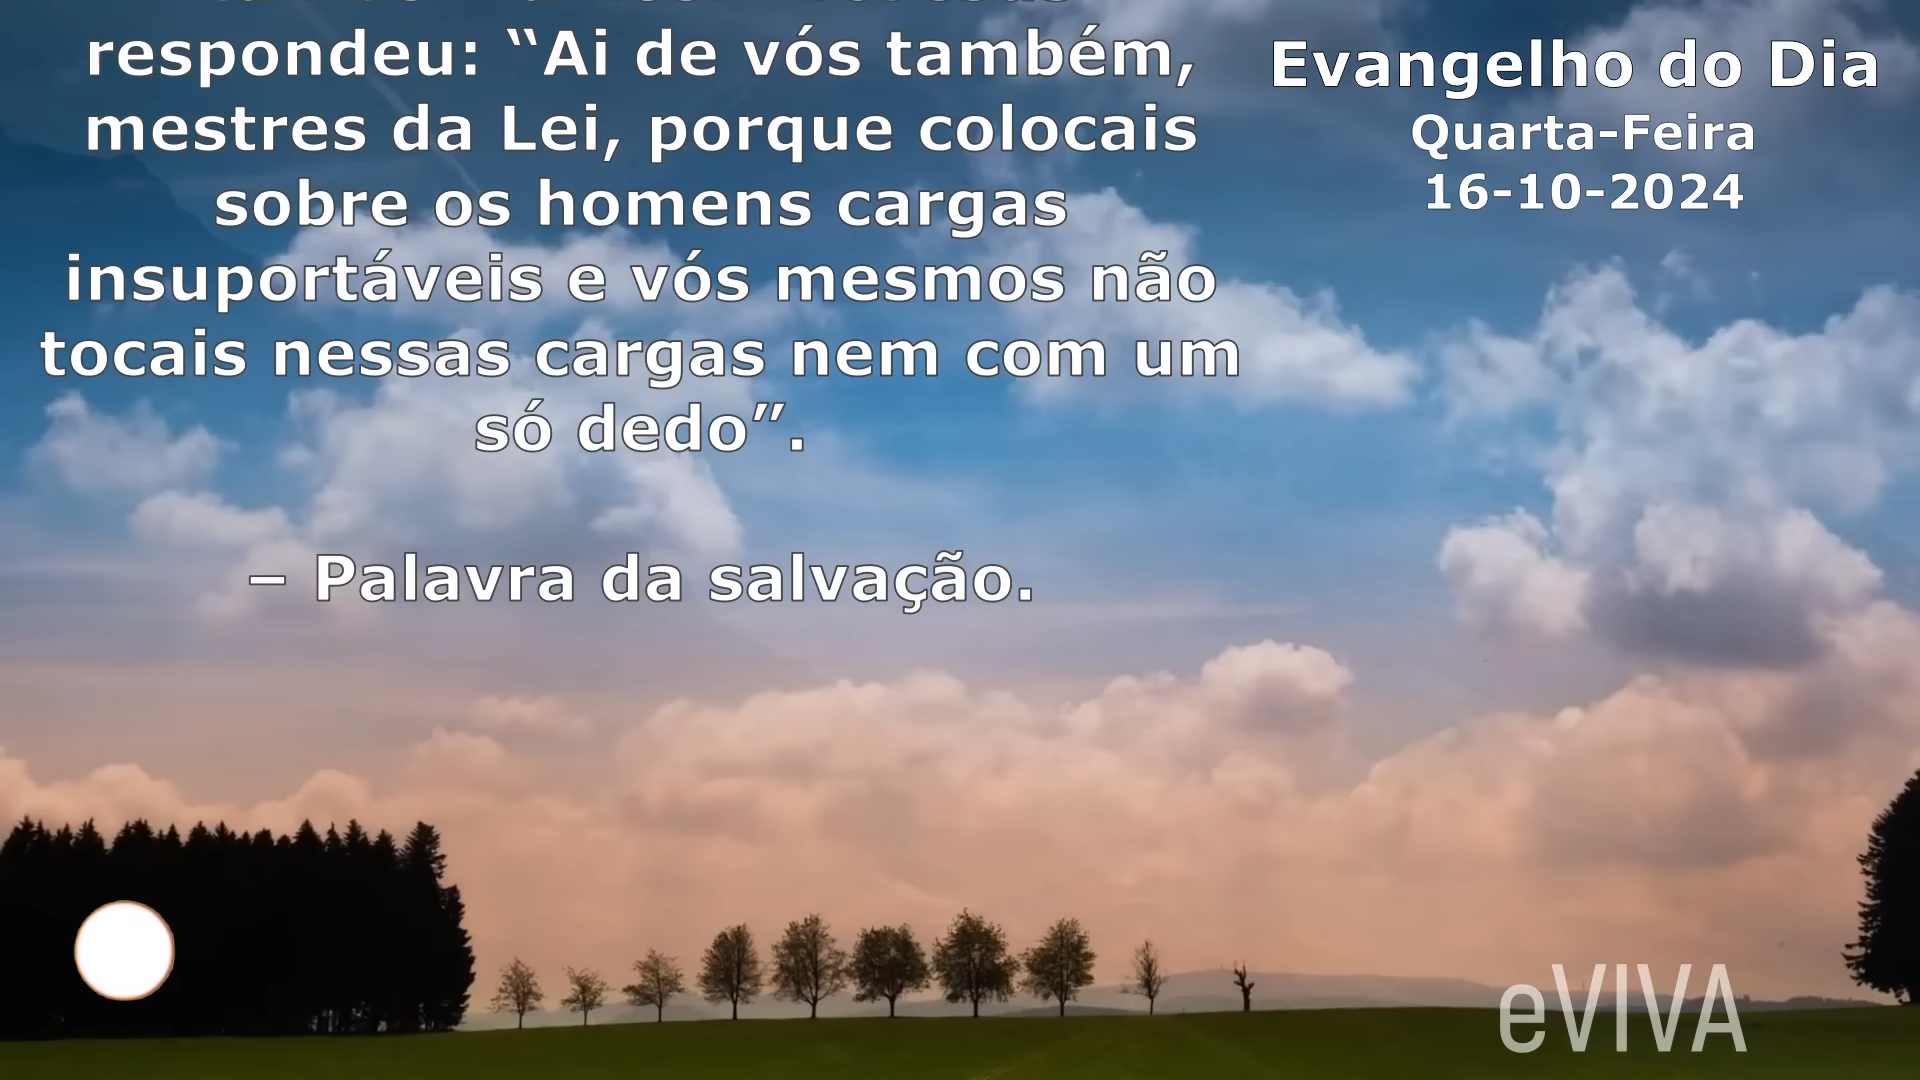 respondeu: “Ai de vós também,
mestres da Lei, porque colocais
sobre os homens cargas
insuportáveis e vós mesmos não
tocais nessas cargas nem com um
só dedo”.
– Palavra da salvação.
Evangelho do Dia
Quarta-Feira
16-10-2024
eVIVA